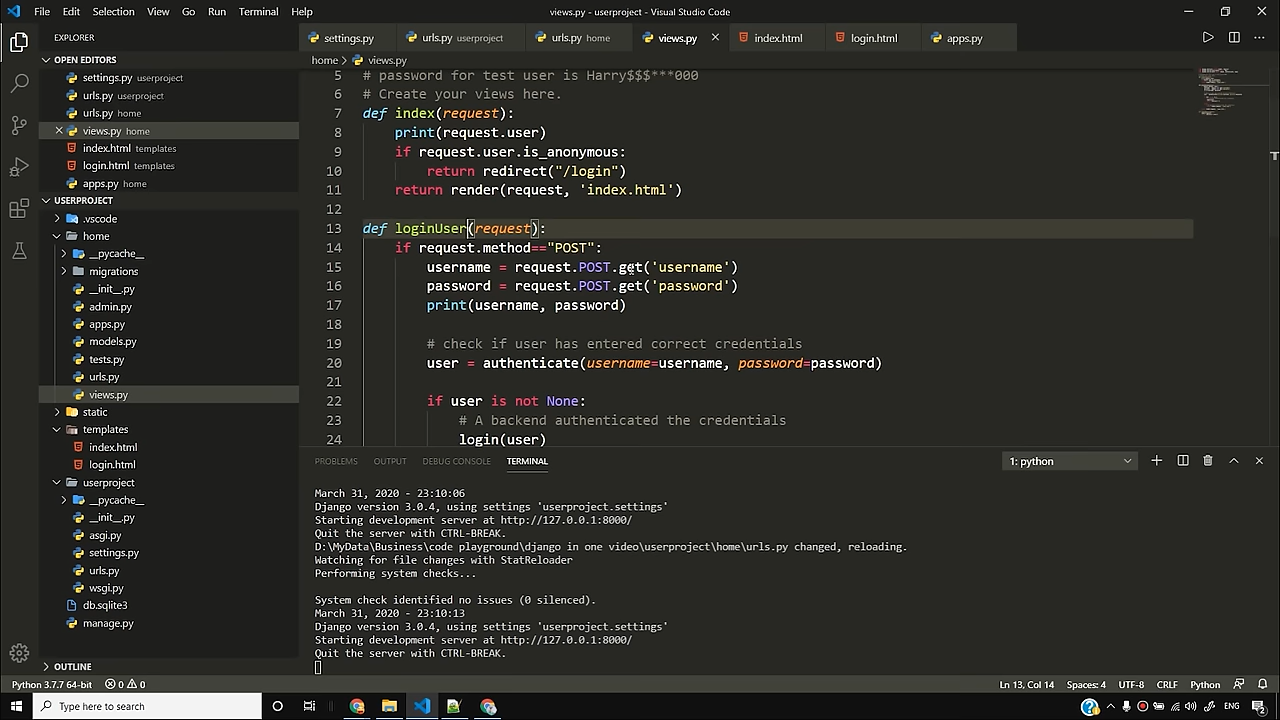 File Edit Selection View Go Run Terminal Help
views.py - userproject - Visual Studio Code
EXPLORER
OPEN EDITORS
settings.py userproject
urls.py userproject
urls.py home
views.py home
index.html templates
login.html templates
apps.py home
USERPROJECT
.vscode
home
__pycache__
migrations
__init__.py
admin.py
apps.py
models.py
tests.py
urls.py
views.py
static
templates
index.html
login.html
userproject
__pycache__
__init__.py
asgi.py
settings.py
urls.py
wsgi.py
db.sqlite3
manage.py
OUTLINE
settings.py urls.py userproject urls.py home views.py index.html login.html apps.py
home > views.py
5 # password for test user is Harry$$$***000
6 # Create your views here.
7 def index(request):
8 print(request.user)
9 if request.user.is_anonymous:
10 return redirect("/login")
11 return render(request, 'index.html')
12
13 def loginUser(request):
14 if request.method=="POST":
15 username = request.POST.get('username')
16 password = request.POST.get('password')
17 print(username, password)
18
19 # check if user has entered correct credentials
20 user = authenticate(username=username, password=password)
21
22 if user is not None:
23 # A backend authenticated the credentials
24 login(user)
PROBLEMS OUTPUT DEBUG CONSOLE TERMINAL 1: python
March 31, 2020 - 23:10:06
Django version 3.0.4, using settings 'userproject.settings'
Starting development server at http://127.0.0.1:8000/
Quit the server with CTRL-BREAK.
D:\MyData\Business\code playground\django in one video\userproject\home\urls.py changed, reloading.
Watching for file changes with StatReloader
Performing system checks...
System check identified no issues (0 silenced).
March 31, 2020 - 23:10:13
Django version 3.0.4, using settings 'userproject.settings'
Starting development server at http://127.0.0.1:8000/
Quit the server with CTRL-BREAK.
Python 3.7.7 64-bit 0 0 Ln 13, Col 14 Spaces: 4 UTF-8 CRLF Python
Type here to search ENG